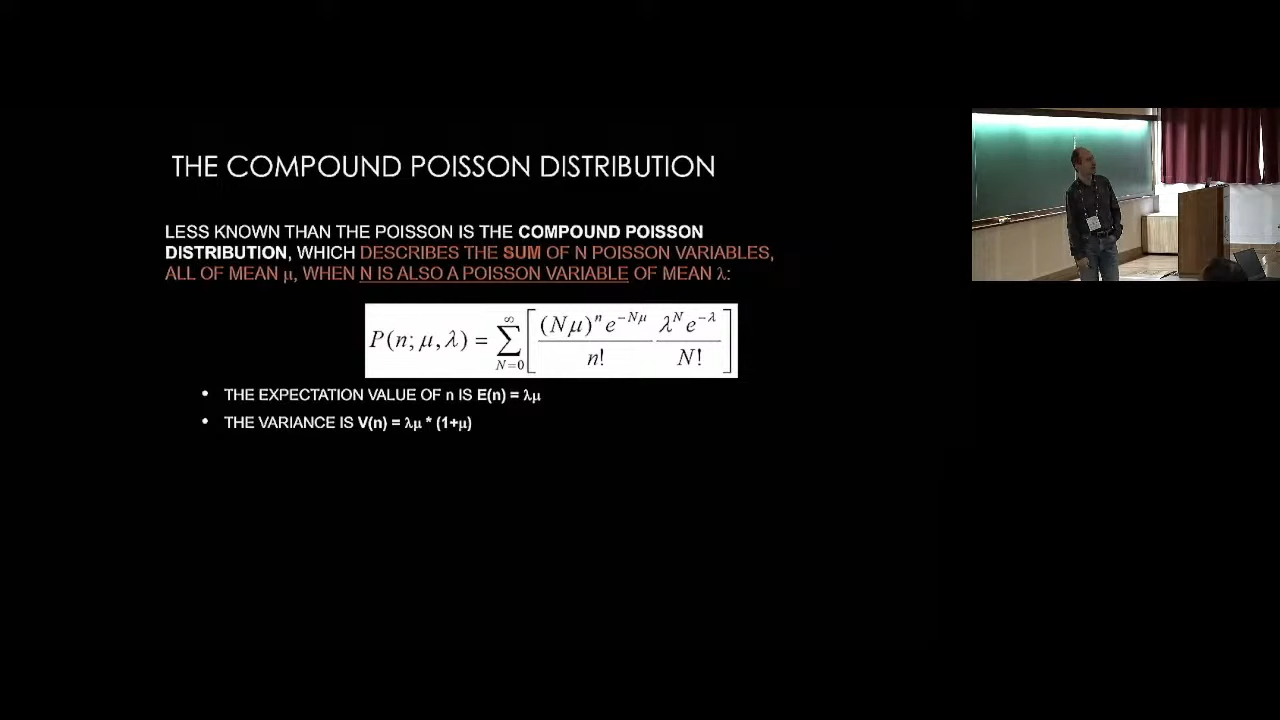 THE COMPOUND POISSON DISTRIBUTION
LESS KNOWN THAN THE POISSON IS THE COMPOUND POISSON
DISTRIBUTION, WHICH DESCRIBES THE SUM OF N POISSON VARIABLES,
ALL OF MEAN μ, WHEN N IS ALSO A POISSON VARIABLE OF MEAN λ:
P(n; μ, λ) = ∑_{N=0}^{∞} [ (Nμ)^n e^{−Nμ} / n! · λ^N e^{−λ} / N! ]
• THE EXPECTATION VALUE OF n IS E(n) = λμ
• THE VARIANCE IS V(n) = λμ * (1+μ)